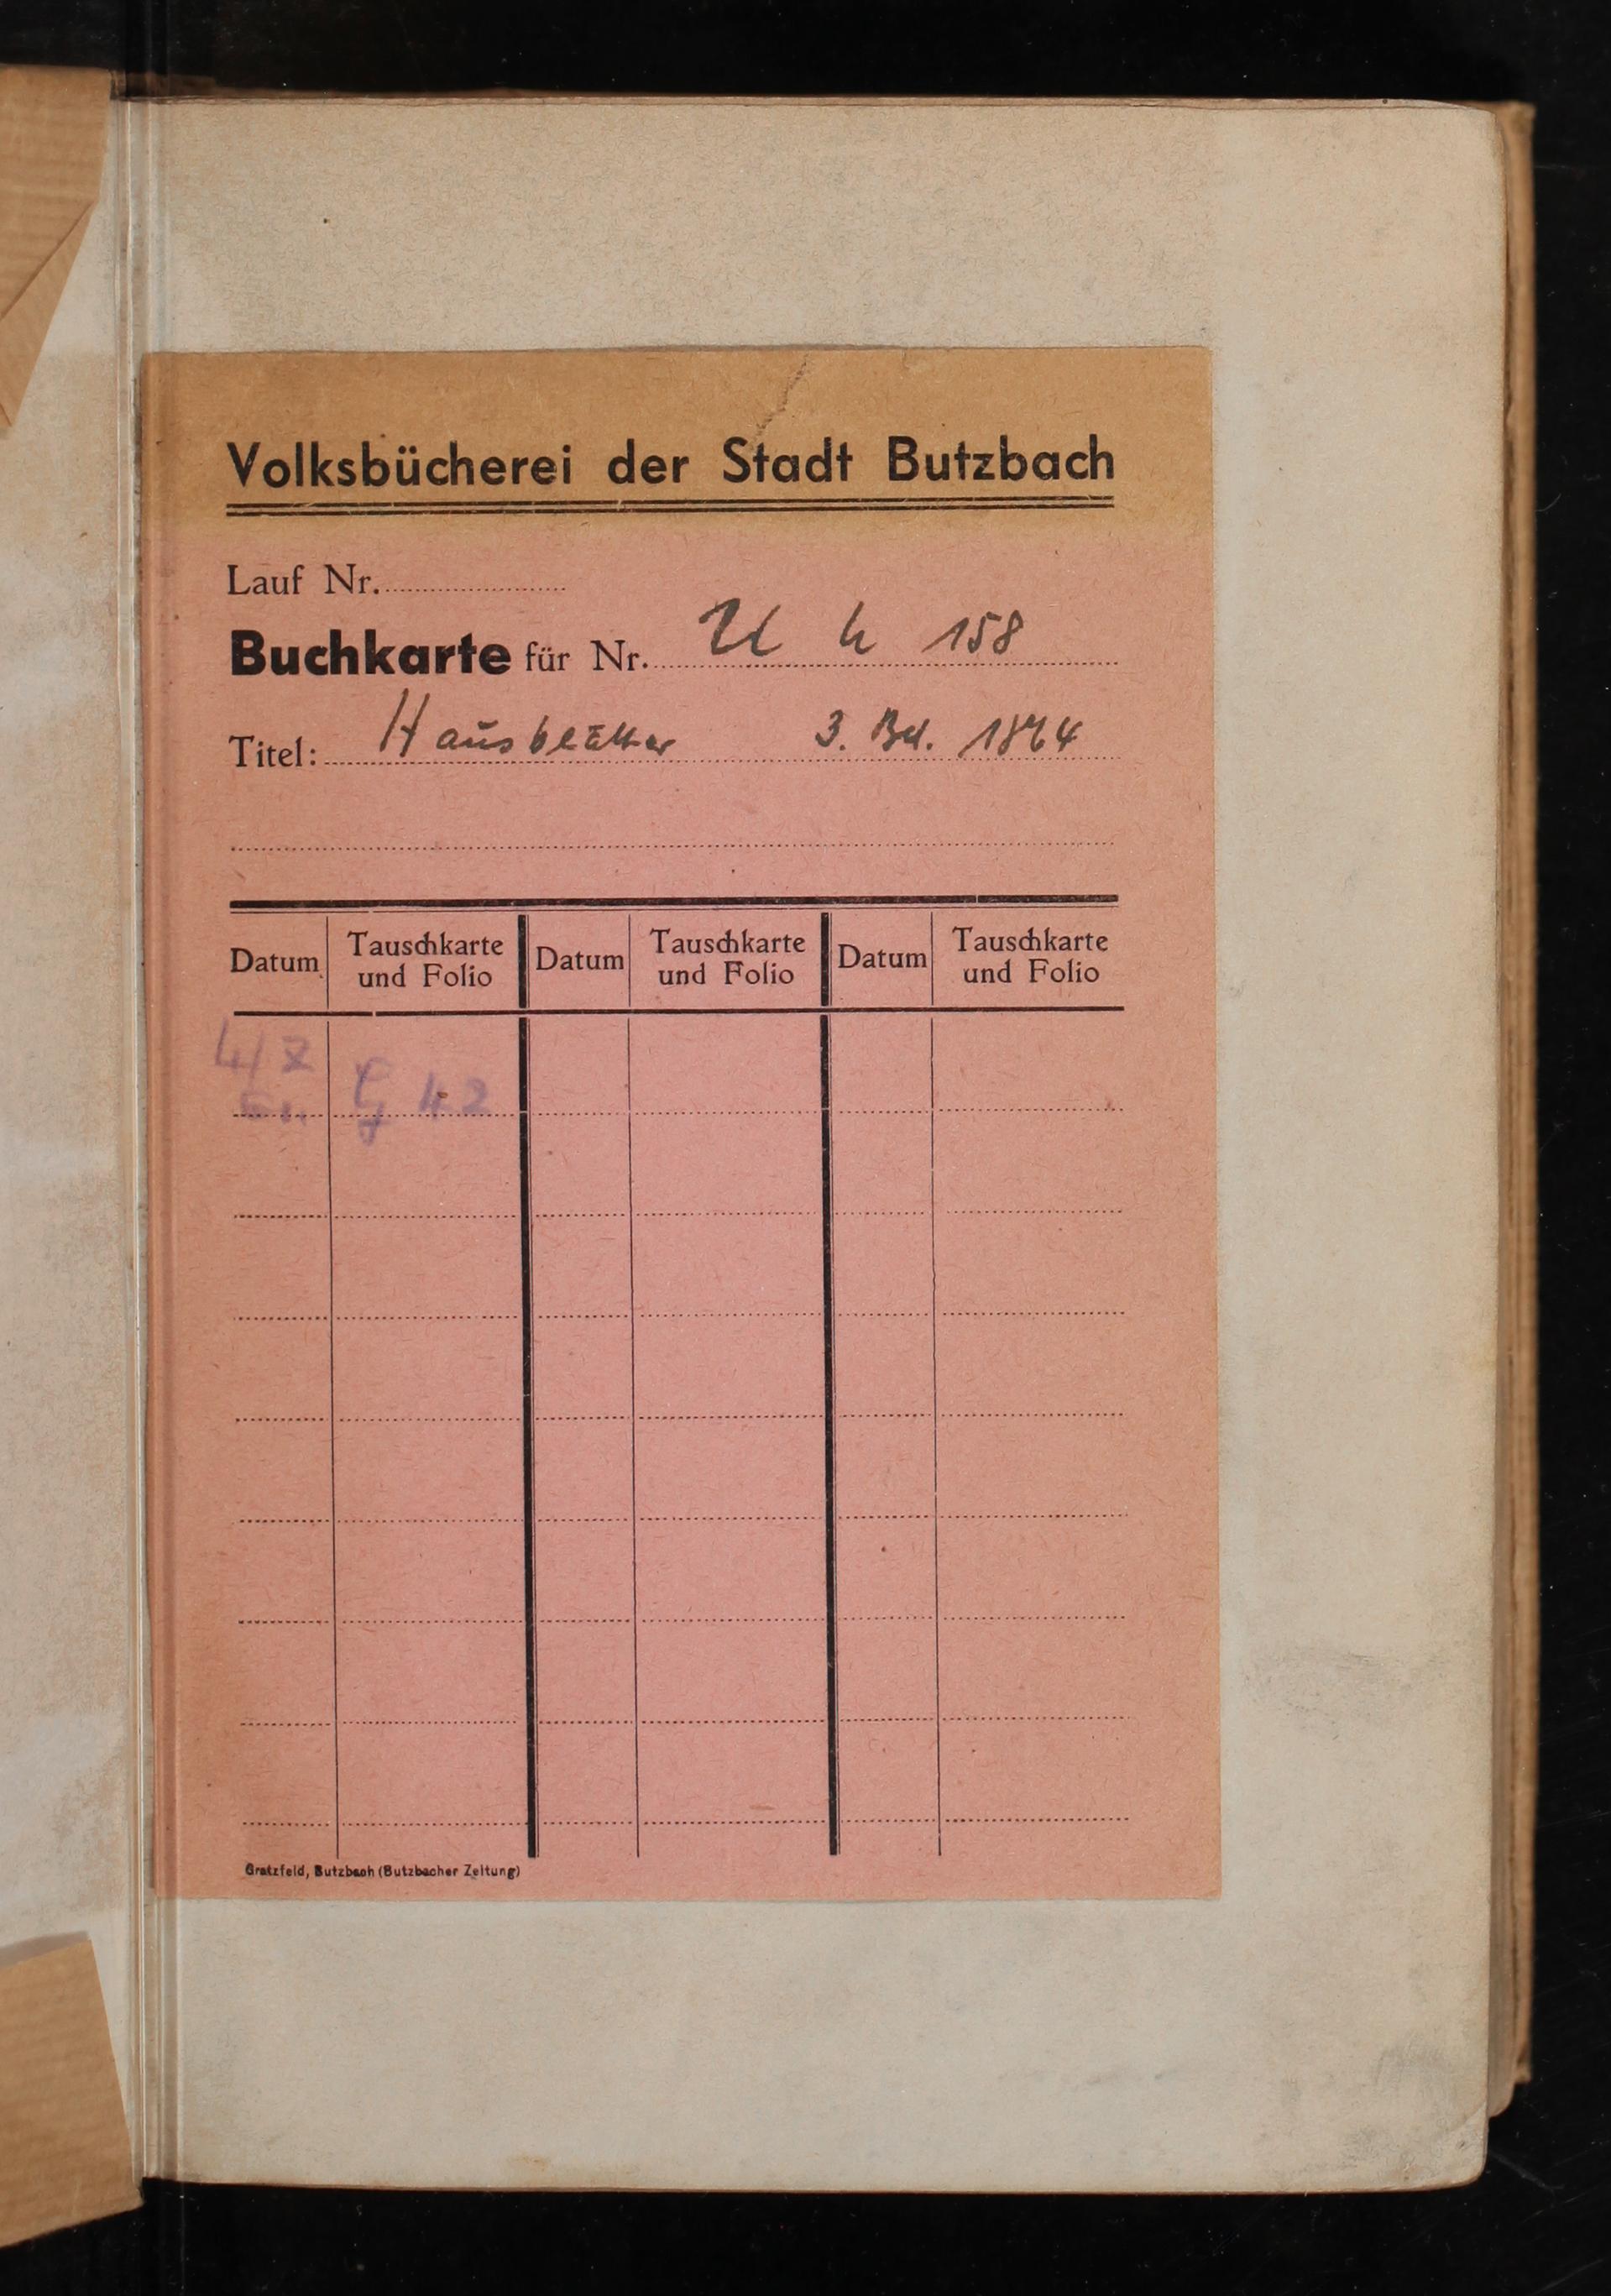 Volksbücherei der Stadt Butzbach
Lauf Nr.
Buchkarte für Nr. U h 158
Titel: Hausblätter 3. Bd. 1864
Datum Tauschkarte und Folio Datum Tauschkarte und Folio Datum Tauschkarte und Folio
42
Gratzfeld, Butzbach (Butzbacher Zeitung)